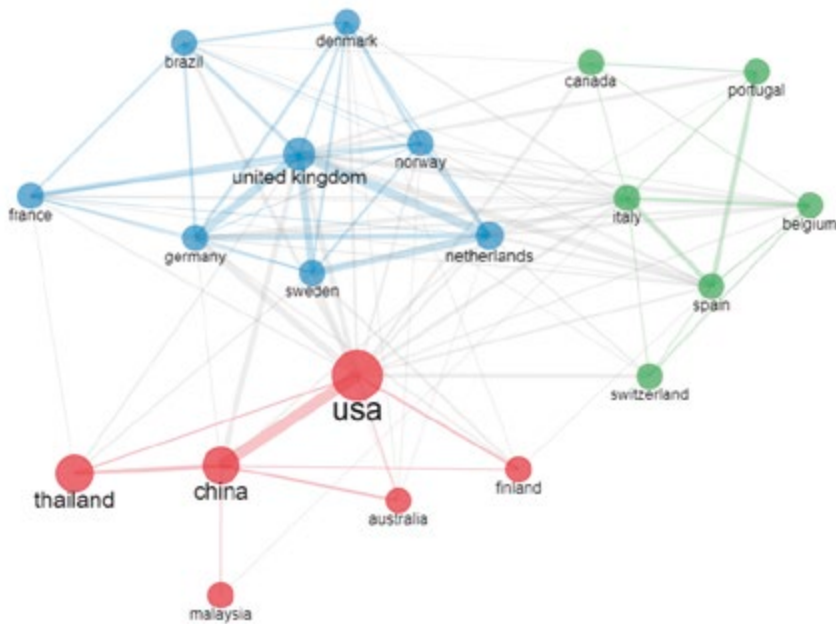 denmark
brazil
canada
portugal
norway
united kingdom
france
italy
belgium
germany
netherlands
sweden
spain
switzerland
usa
thailand
china
finland
australia
malaysia